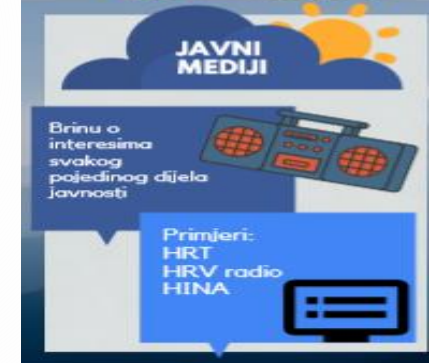 JAVNI
MEDIJI
Brinu o
interesima
svakog
pojedinog dijela
javnosti
Primjeri:
HRT
HRV radio
HINA